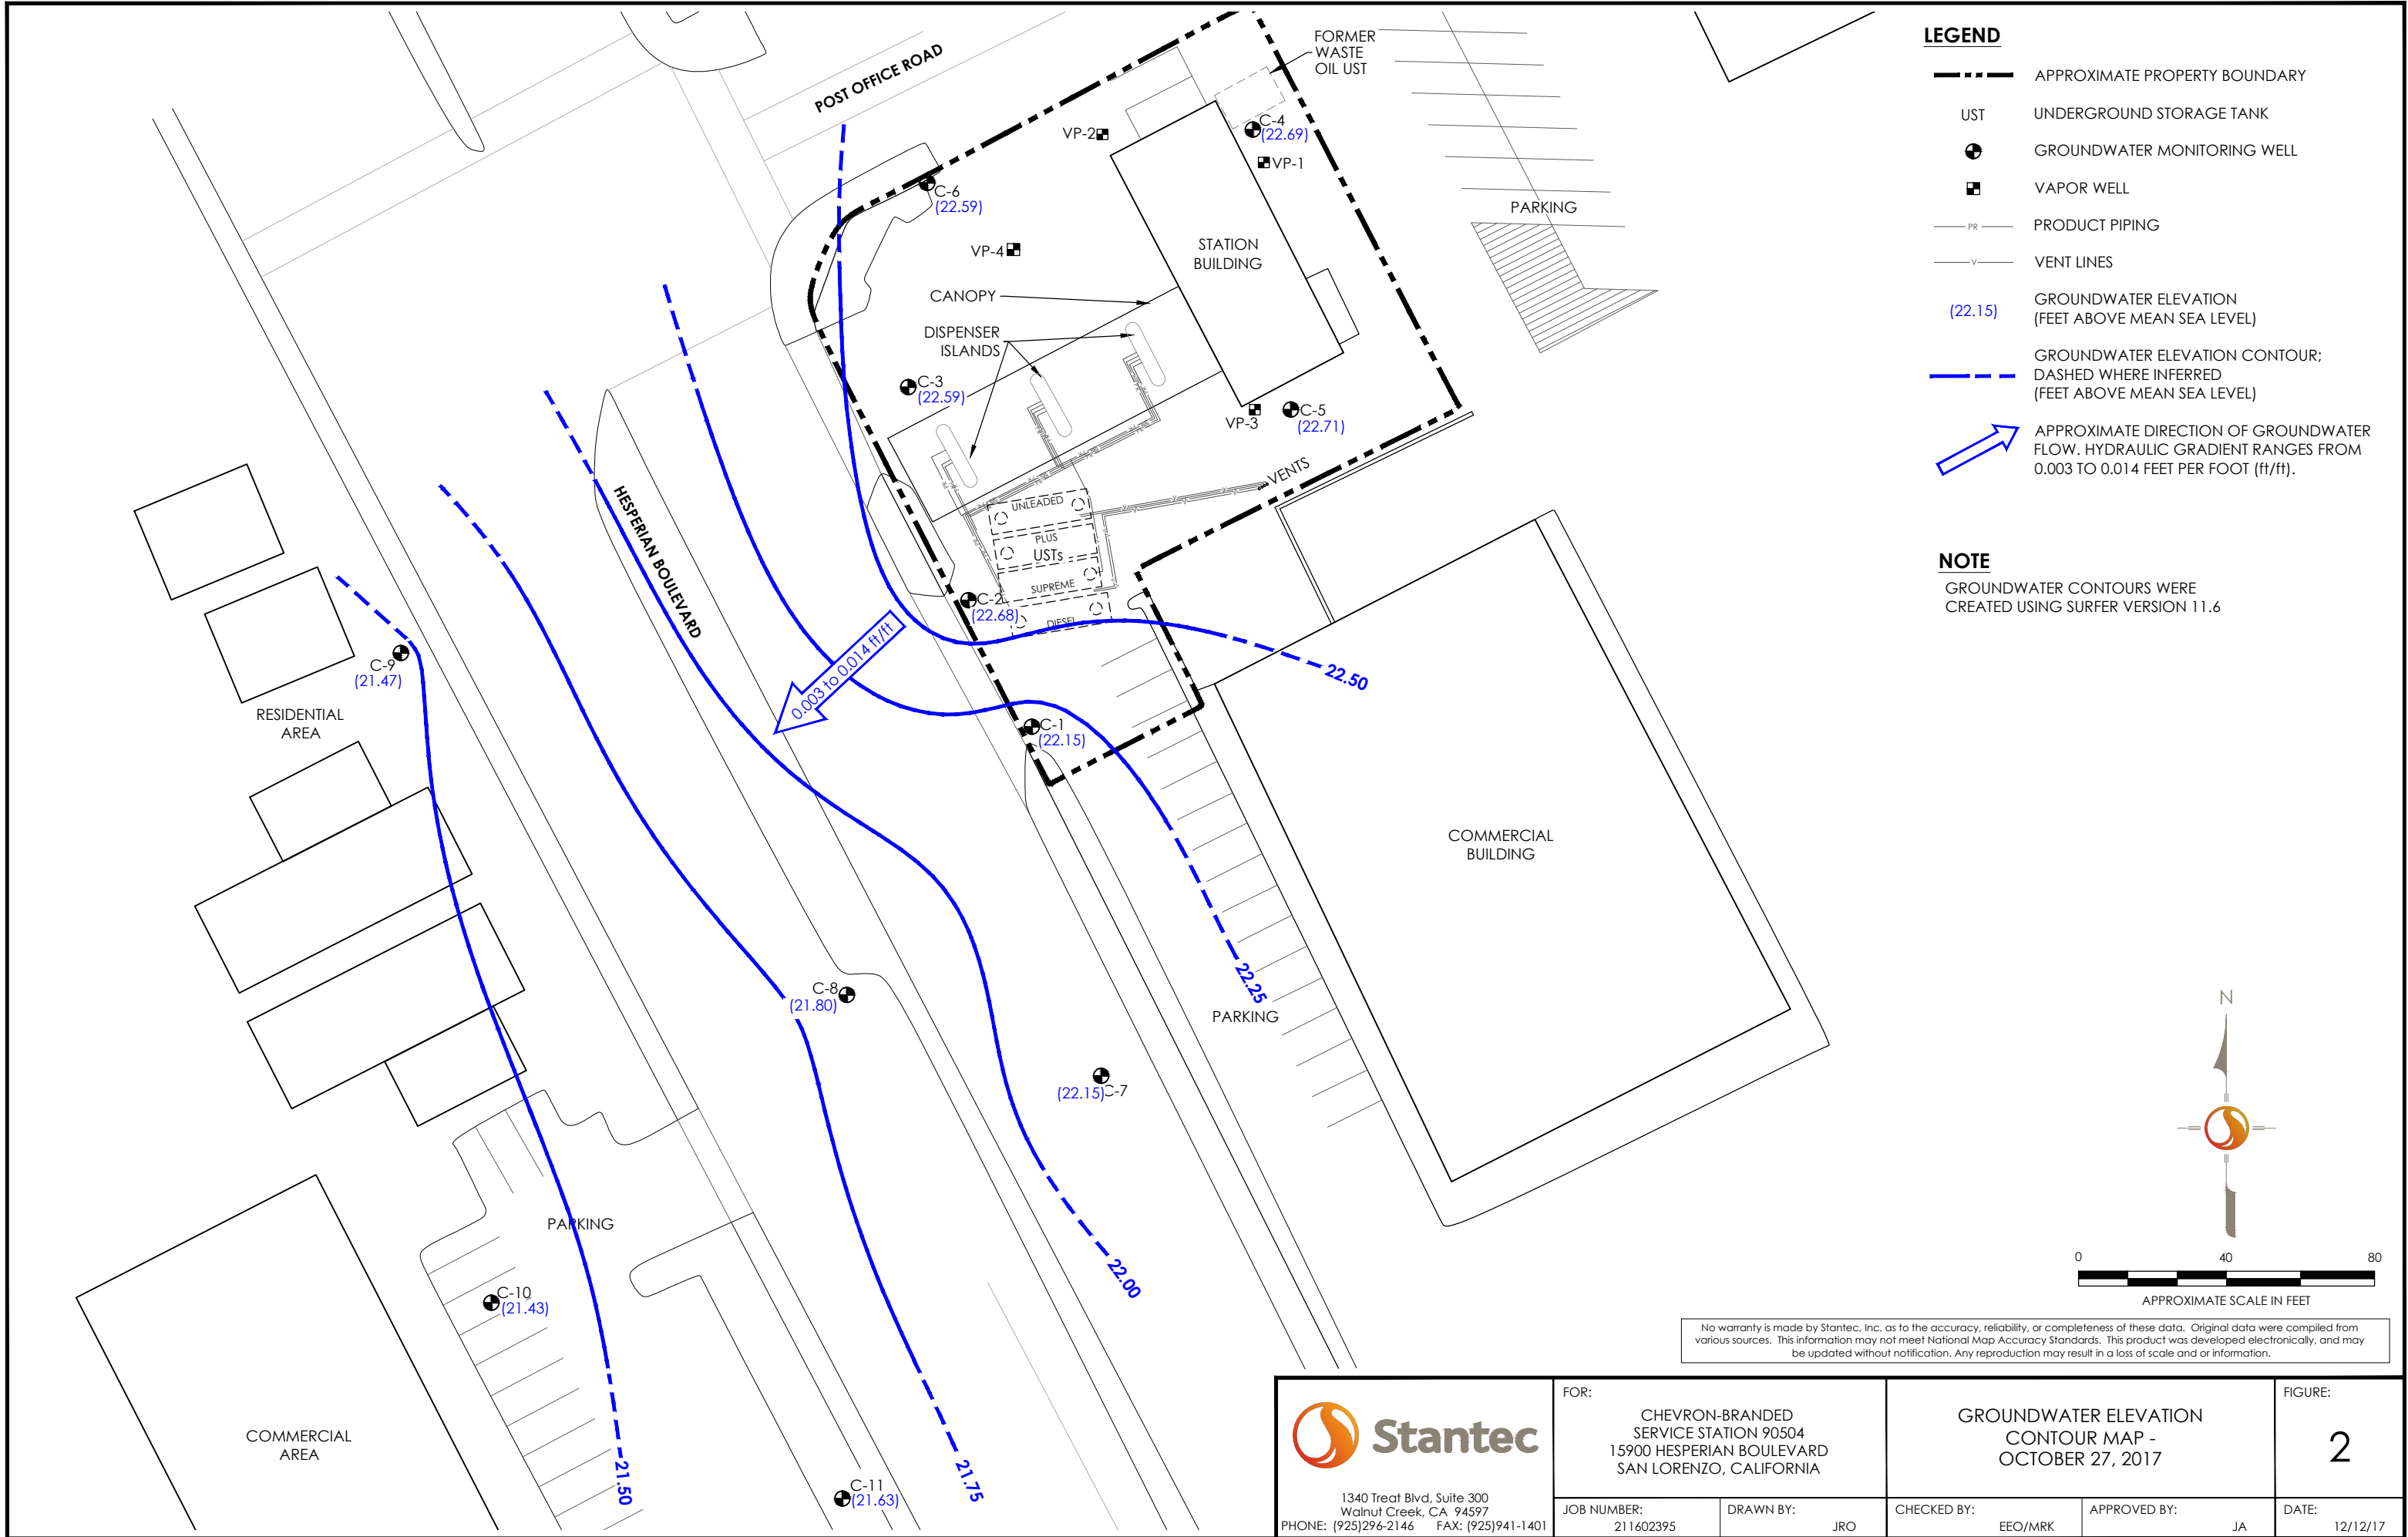 POST OFFICE ROAD
FORMER
WASTE
OIL UST
VP-2
C-4
(22.69)
VP-1
C-6
(22.59)
VP-4
STATION
BUILDING
PARKING
CANOPY
DISPENSER
ISLANDS
C-3
(22.59)
VP-3
C-5
(22.71)
VENTS
HESPERIAN BOULEVARD
UNLEADED
PLUS
USTs
SUPREME
DIESEL
C-2
(22.68)
0.003 to 0.014 ft/ft
22.50
C-9
(21.47)
RESIDENTIAL
AREA
C-1
(22.15)
COMMERCIAL
BUILDING
22.25
PARKING
C-8
(21.80)
(22.15)
C-7
PARKING
22.00
C-10
(21.43)
COMMERCIAL
AREA
21.50
C-11
(21.63)
21.75
LEGEND
APPROXIMATE PROPERTY BOUNDARY
UST UNDERGROUND STORAGE TANK
GROUNDWATER MONITORING WELL
VAPOR WELL
PR PRODUCT PIPING
V VENT LINES
(22.15)
GROUNDWATER ELEVATION
(FEET ABOVE MEAN SEA LEVEL)
GROUNDWATER ELEVATION CONTOUR;
DASHED WHERE INFERRED
(FEET ABOVE MEAN SEA LEVEL)
APPROXIMATE DIRECTION OF GROUNDWATER
FLOW. HYDRAULIC GRADIENT RANGES FROM
0.003 TO 0.014 FEET PER FOOT (ft/ft).
NOTE
GROUNDWATER CONTOURS WERE
CREATED USING SURFER VERSION 11.6
N
0 40 80
APPROXIMATE SCALE IN FEET
No warranty is made by Stantec, Inc. as to the accuracy, reliability, or completeness of these data. Original data were compiled from
various sources. This information may not meet National Map Accuracy Standards. This product was developed electronically, and may
be updated without notification. Any reproduction may result in a loss of scale and or information.
Stantec
1340 Treat Blvd, Suite 300
Walnut Creek, CA 94597
PHONE: (925)296-2146 FAX: (925)941-1401
FOR:
CHEVRON-BRANDED
SERVICE STATION 90504
15900 HESPERIAN BOULEVARD
SAN LORENZO, CALIFORNIA
GROUNDWATER ELEVATION
CONTOUR MAP -
OCTOBER 27, 2017
FIGURE:
2
JOB NUMBER:
211602395
DRAWN BY:
JRO
CHECKED BY:
EEO/MRK
APPROVED BY:
JA
DATE:
12/12/17